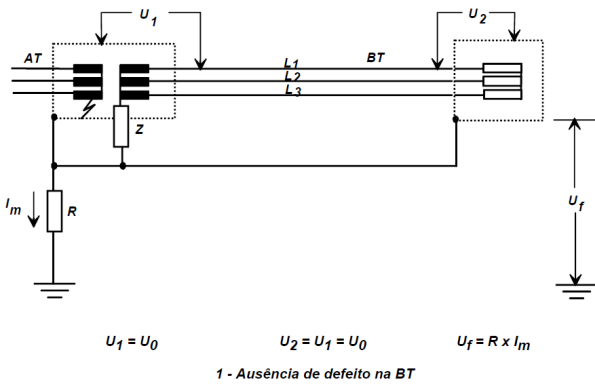 U1 U2
AT L1 BT
L2
L3
Z
Im R Uf
U1 = U0 U2 = U1 = U0 Uf = R x Im
1 - Ausência de defeito na BT